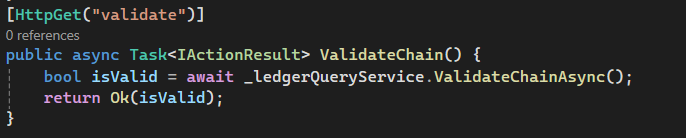 [HttpGet("validate")]
0 references
public async Task<IActionResult> ValidateChain() {
    bool isValid = await _ledgerQueryService.ValidateChainAsync();
    return Ok(isValid);
}